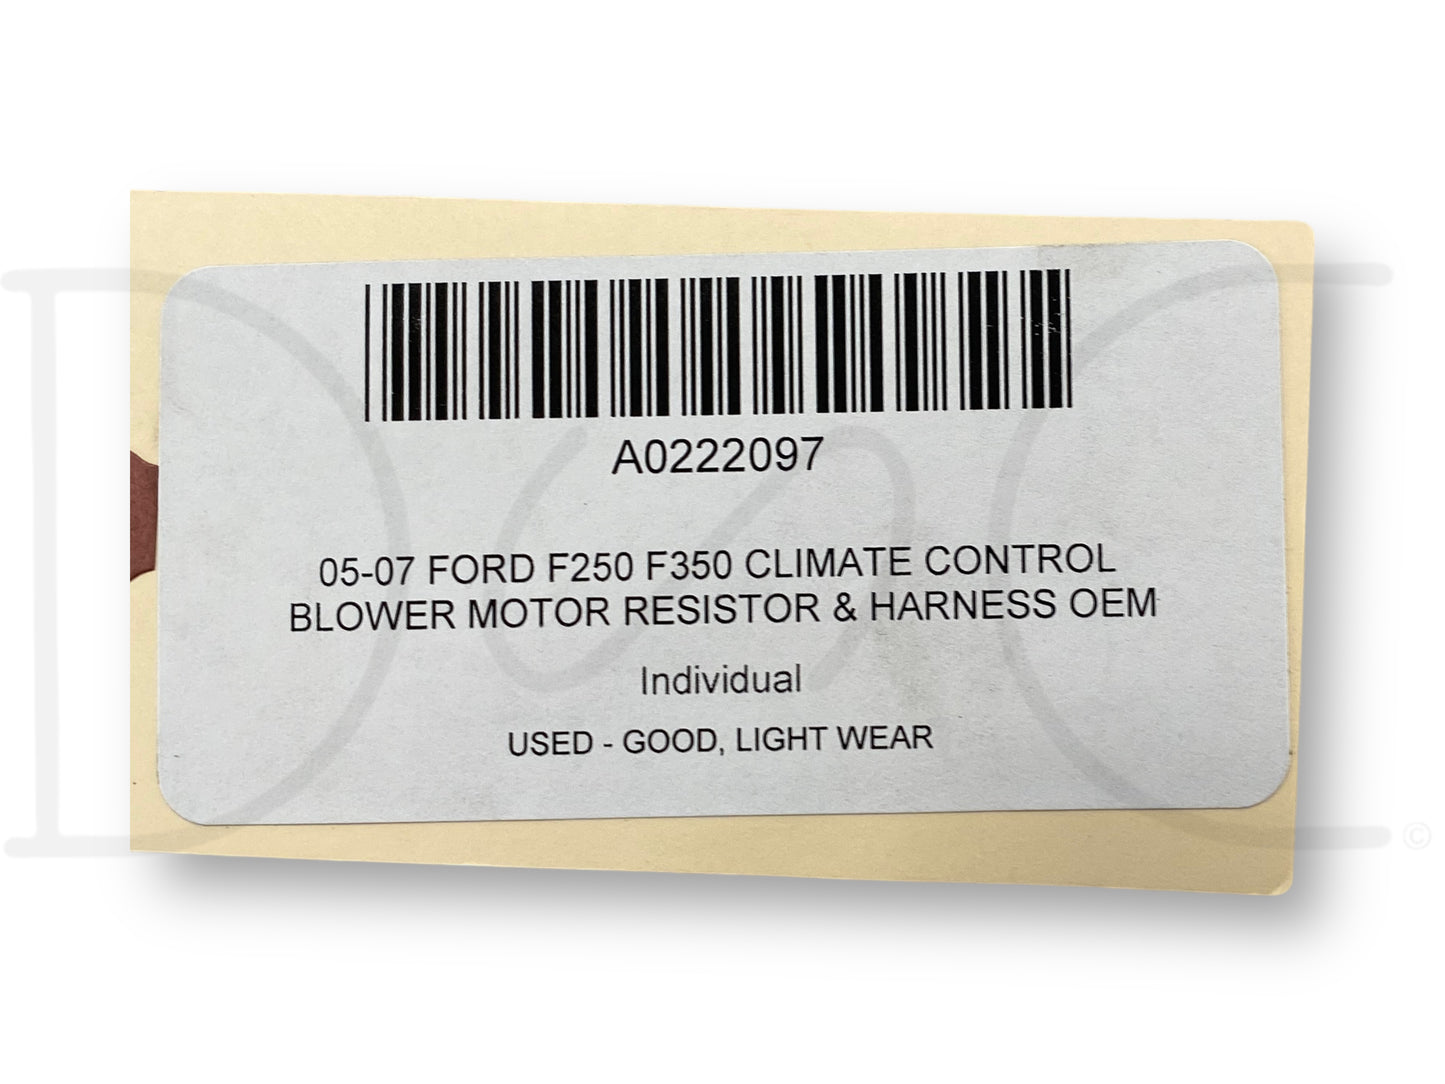 A0222097
05-07 FORD F250 F350 CLIMATE CONTROL
BLOWER MOTOR RESISTOR & HARNESS OEM
Individual
USED - GOOD, LIGHT WEAR